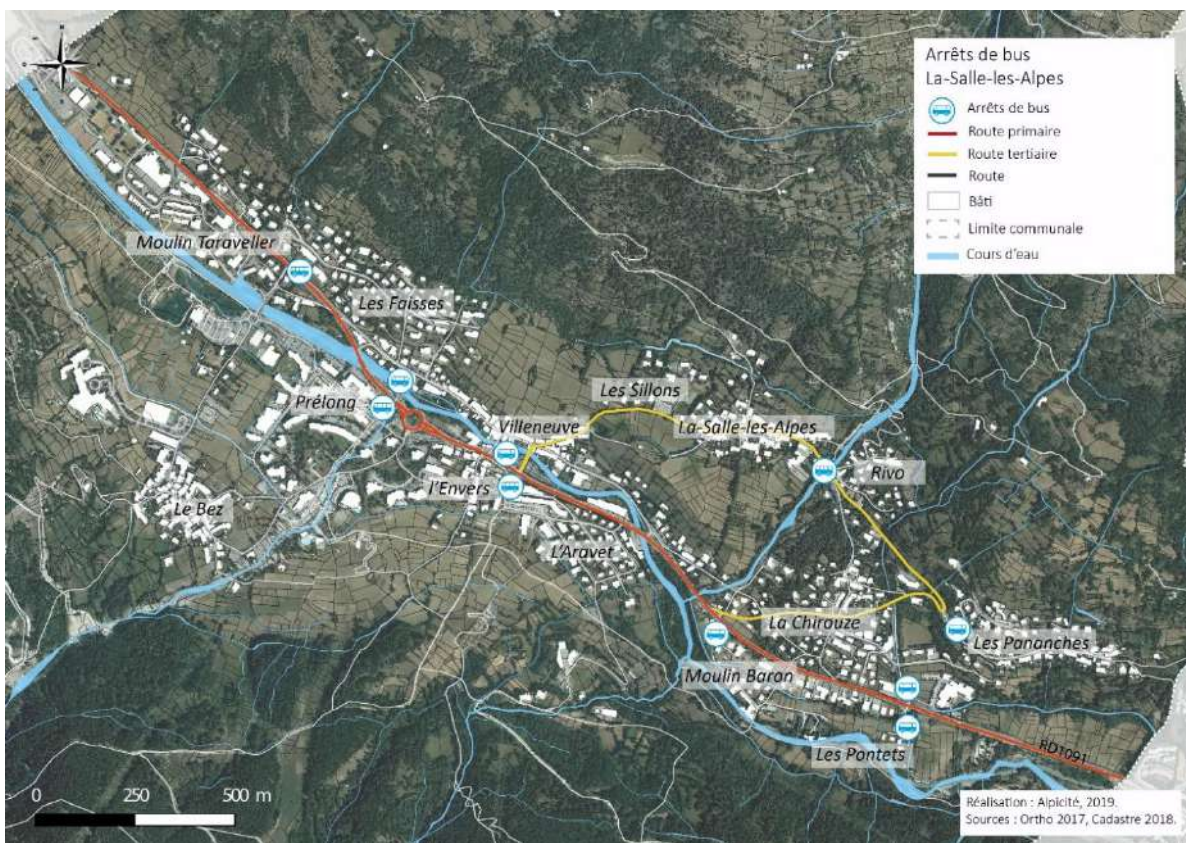 Arrêts de bus
La-Salle-les-Alpes
Arrêts de bus
Route primaire
Route tertiaire
Route
Bâti
Limite communale
Cours d'eau
Moulin Taraveller
Les Faisses
Prélong
Villeneuve
Les Sillons
La-Salle-les-Alpes
Rivo
l'Envers
Le Bez
L'Aravet
La Chirouze
Les Pananches
Moulin Baron
Les Pontets
RD1091
0 250 500 m
Réalisation : Alpicité, 2019.
Sources : Ortho 2017, Cadastre 2018.